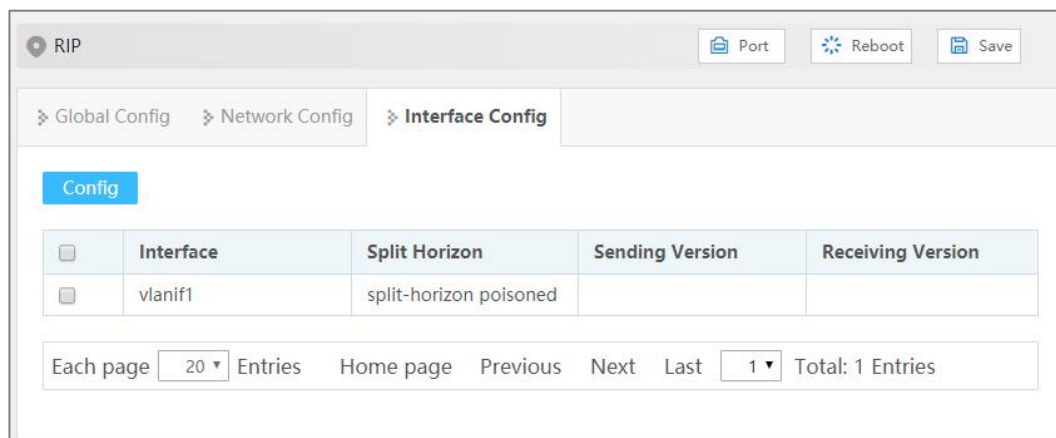 RIP Port Reboot Save
Global Config Network Config Interface Config
Config
Interface Split Horizon Sending Version Receiving Version
vlanif1 split-horizon poisoned
Each page 20 Entries Home page Previous Next Last 1 Total: 1 Entries